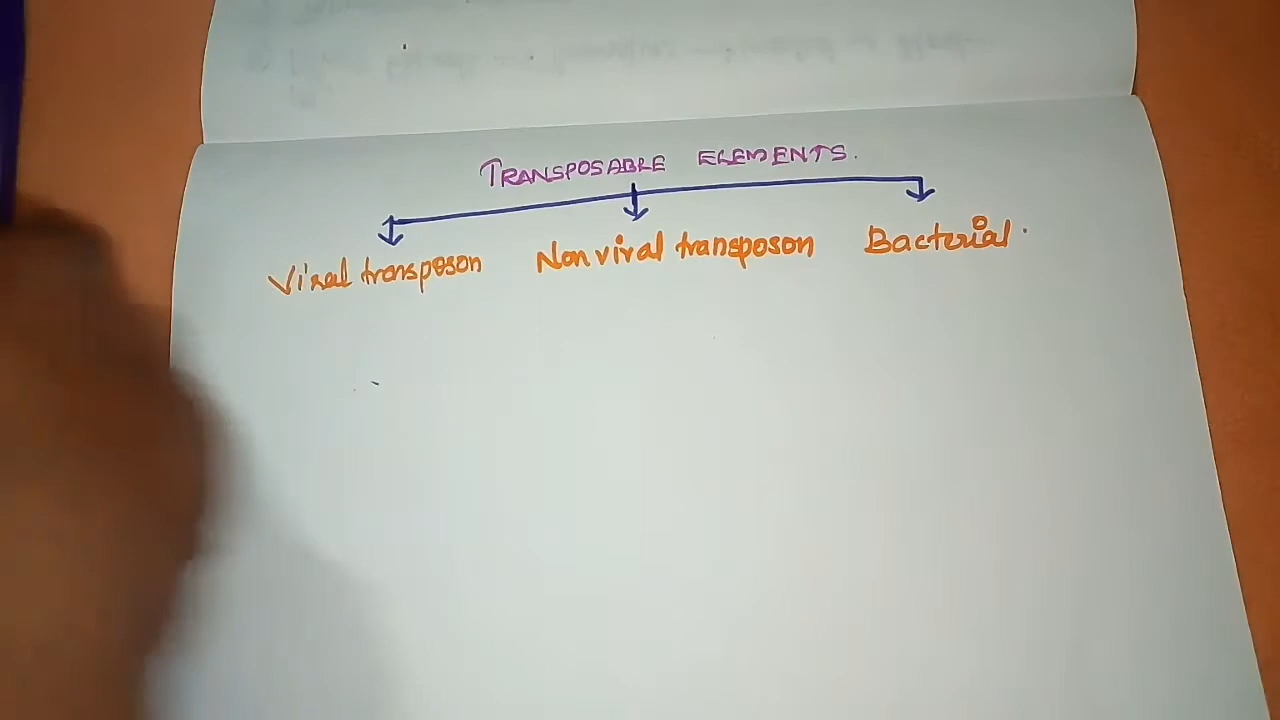 TRANSPOSABLE ELEMENTS.
Viral transposon Non viral transposon Bacterial.